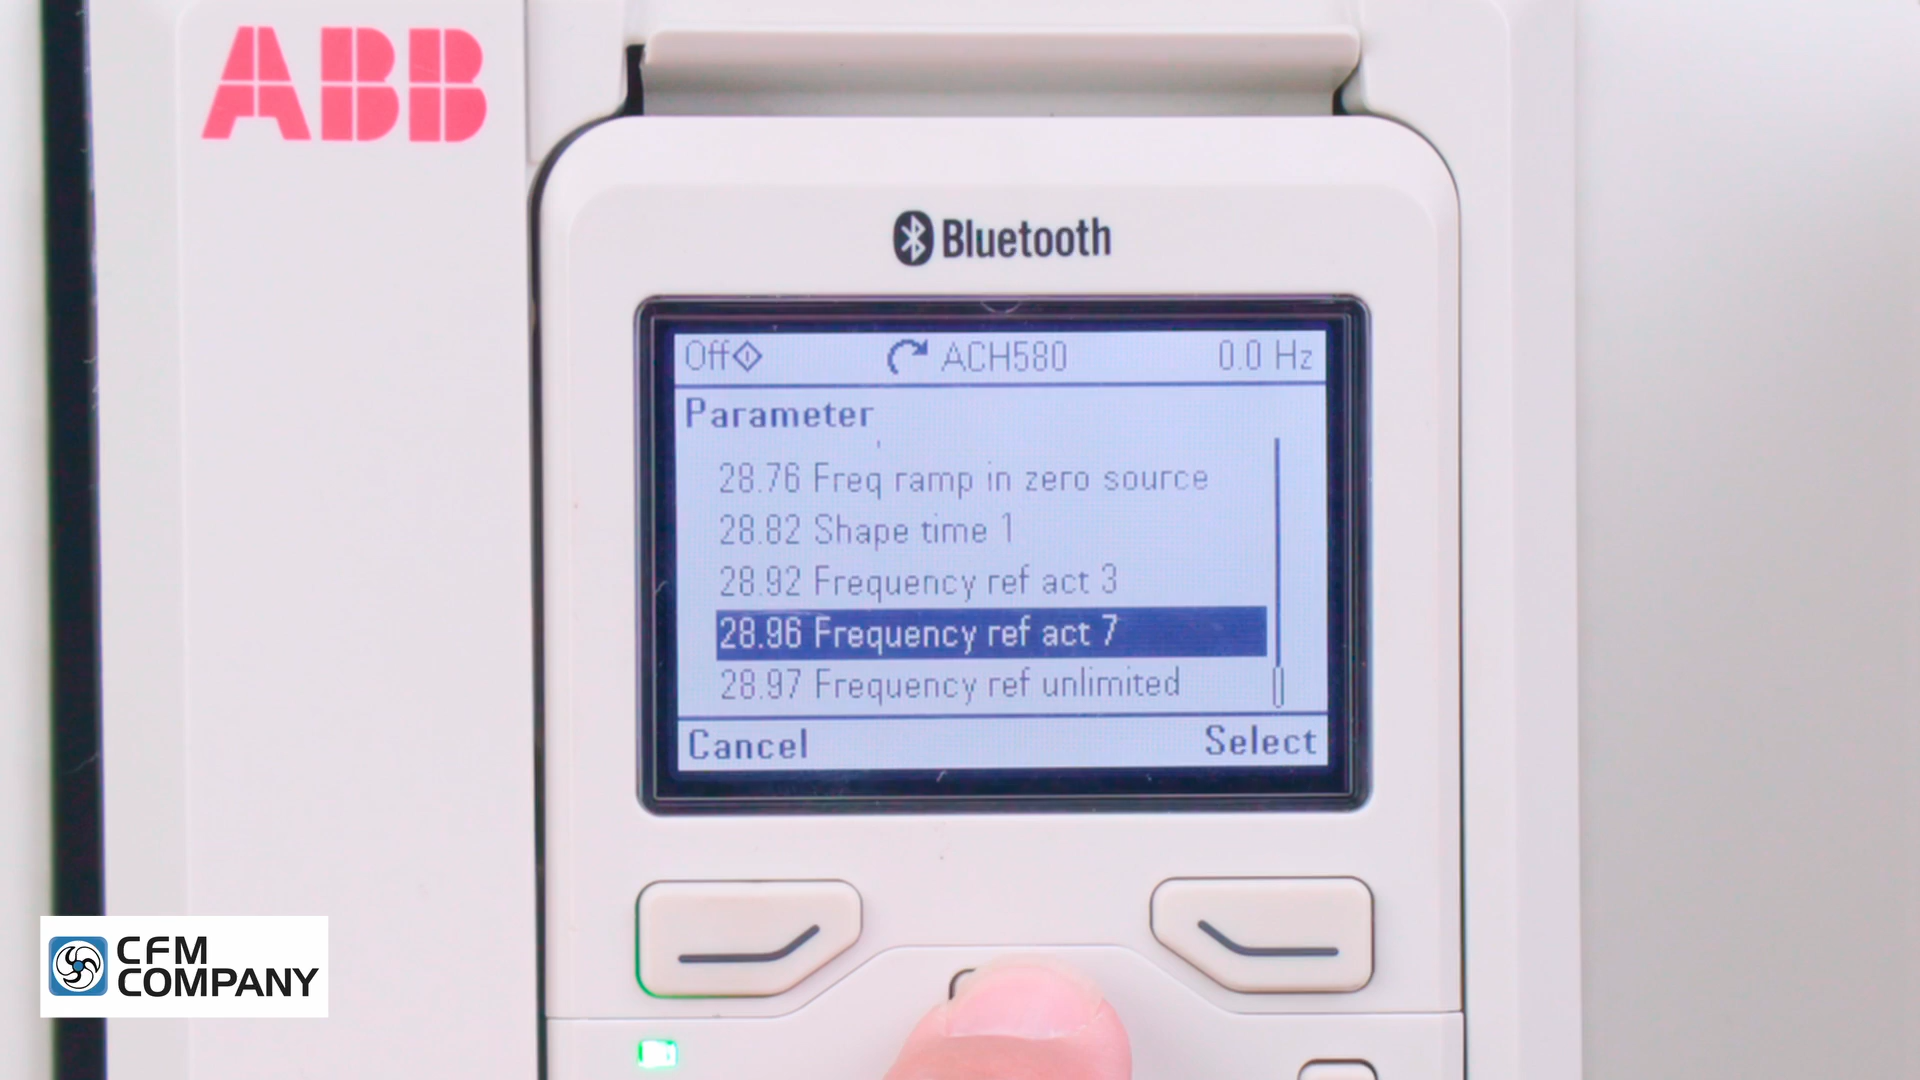 ABB
Bluetooth
Off ACH580 0.0 Hz
Parameter
28.76 Freq ramp in zero source
28.82 Shape time 1
28.92 Frequency ref act 3
28.96 Frequency ref act 7
28.97 Frequency ref unlimited
Cancel Select
CFM
COMPANY